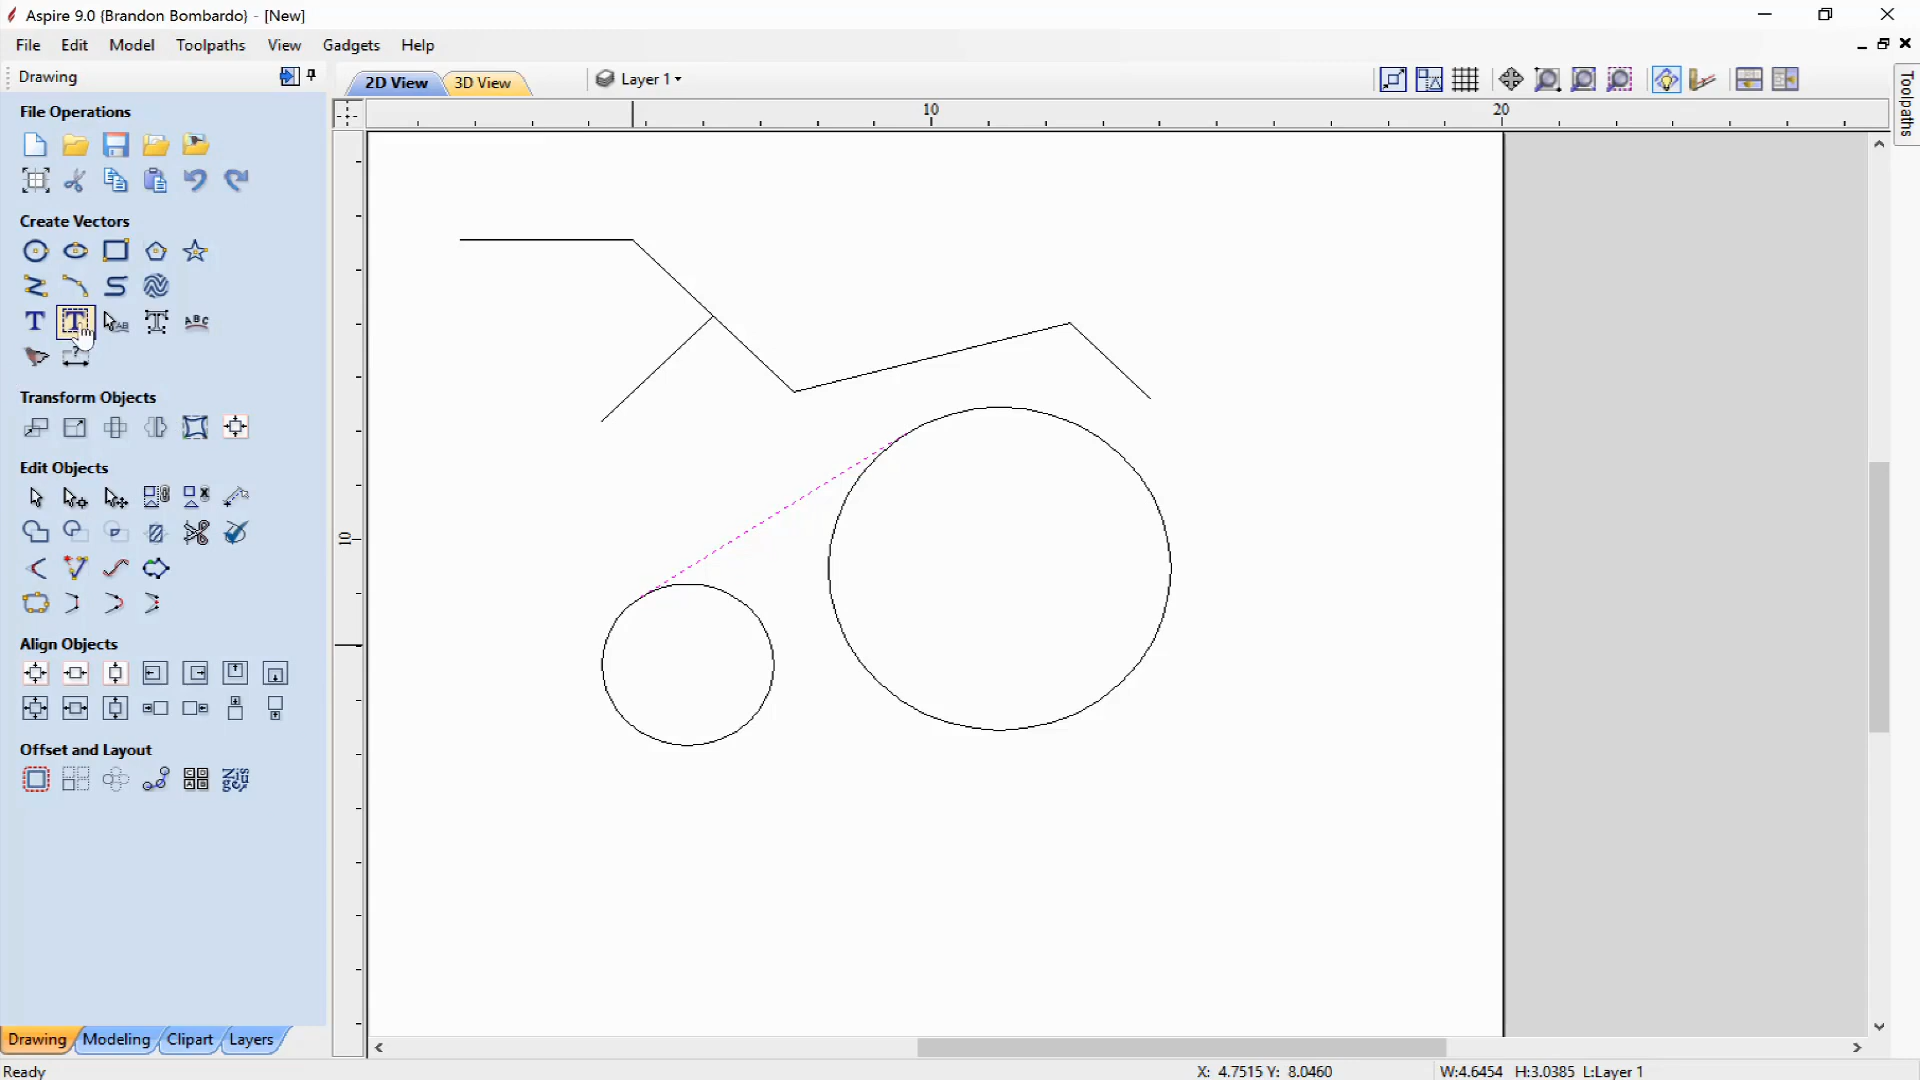 Aspire 9.0 {Brandon Bombardo} - [New]
File Edit Model Toolpaths View Gadgets Help
Drawing
2D View 3D View Layer 1
Toolpaths
File Operations
10 20
Create Vectors
Transform Objects
Edit Objects
10
Align Objects
Offset and Layout
Drawing Modeling Clipart Layers
Ready X: 4.7515 Y: 8.0460 W:4.6454 H:3.0385 L:Layer 1